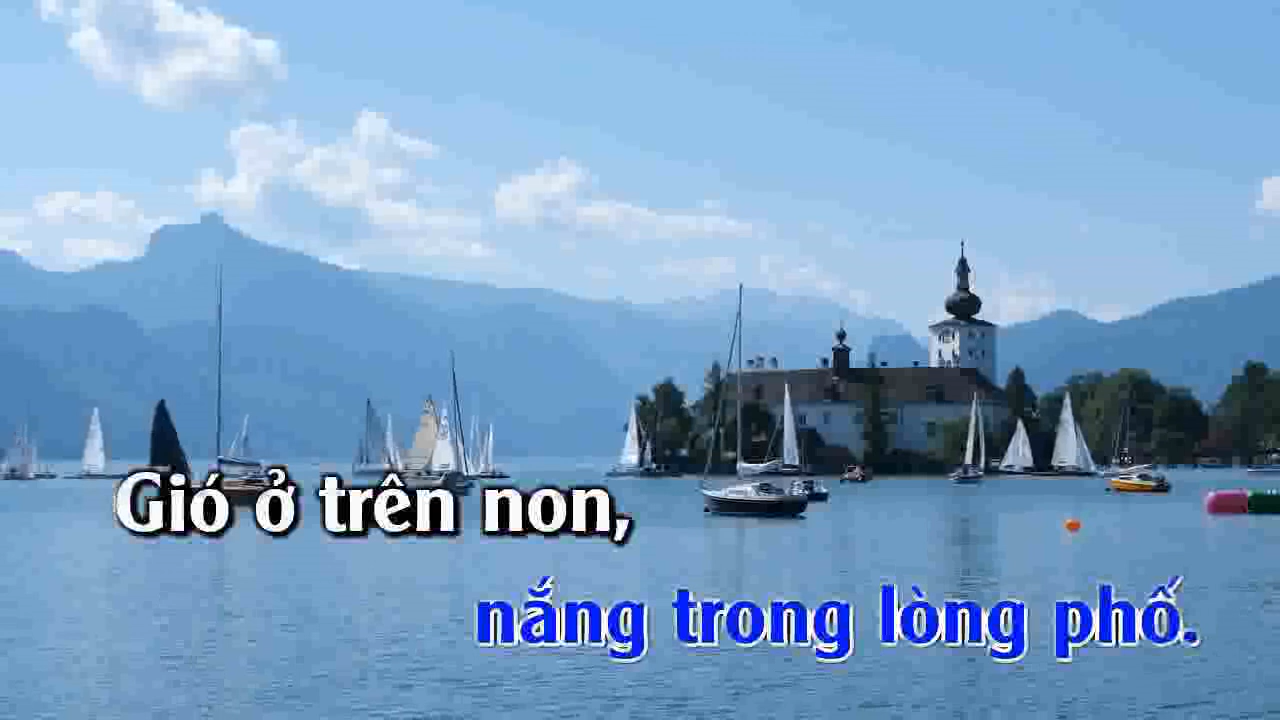 Gió ở trên non,
nắng trong lòng phố.